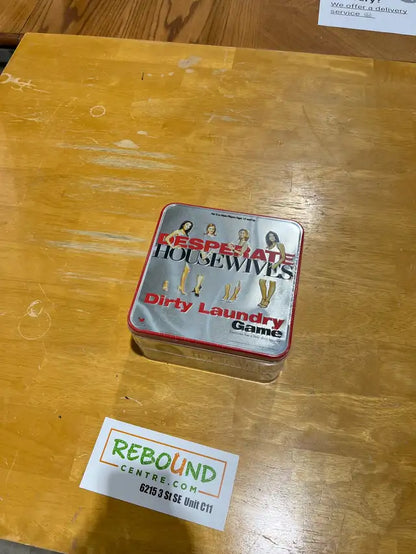 We offer a delivery
service
DESPERATE
HOUSEWIVES
Dirty Laundry
Game
REBOUND
CENTRE.COM
6215 3 St SE Unit C11